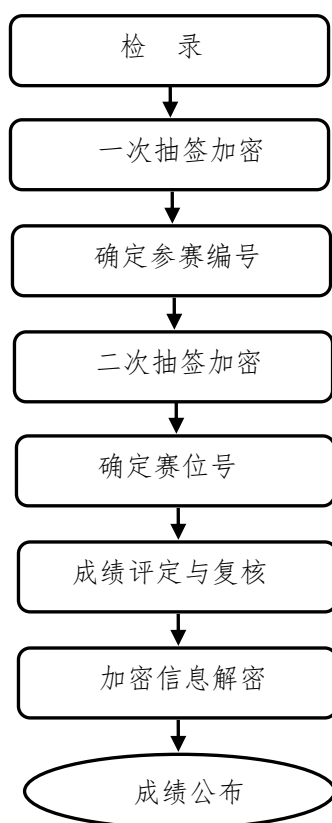 检 录
一次抽签加密
确定参赛编号
二次抽签加密
确定赛位号
成绩评定与复核
加密信息解密
成绩公布